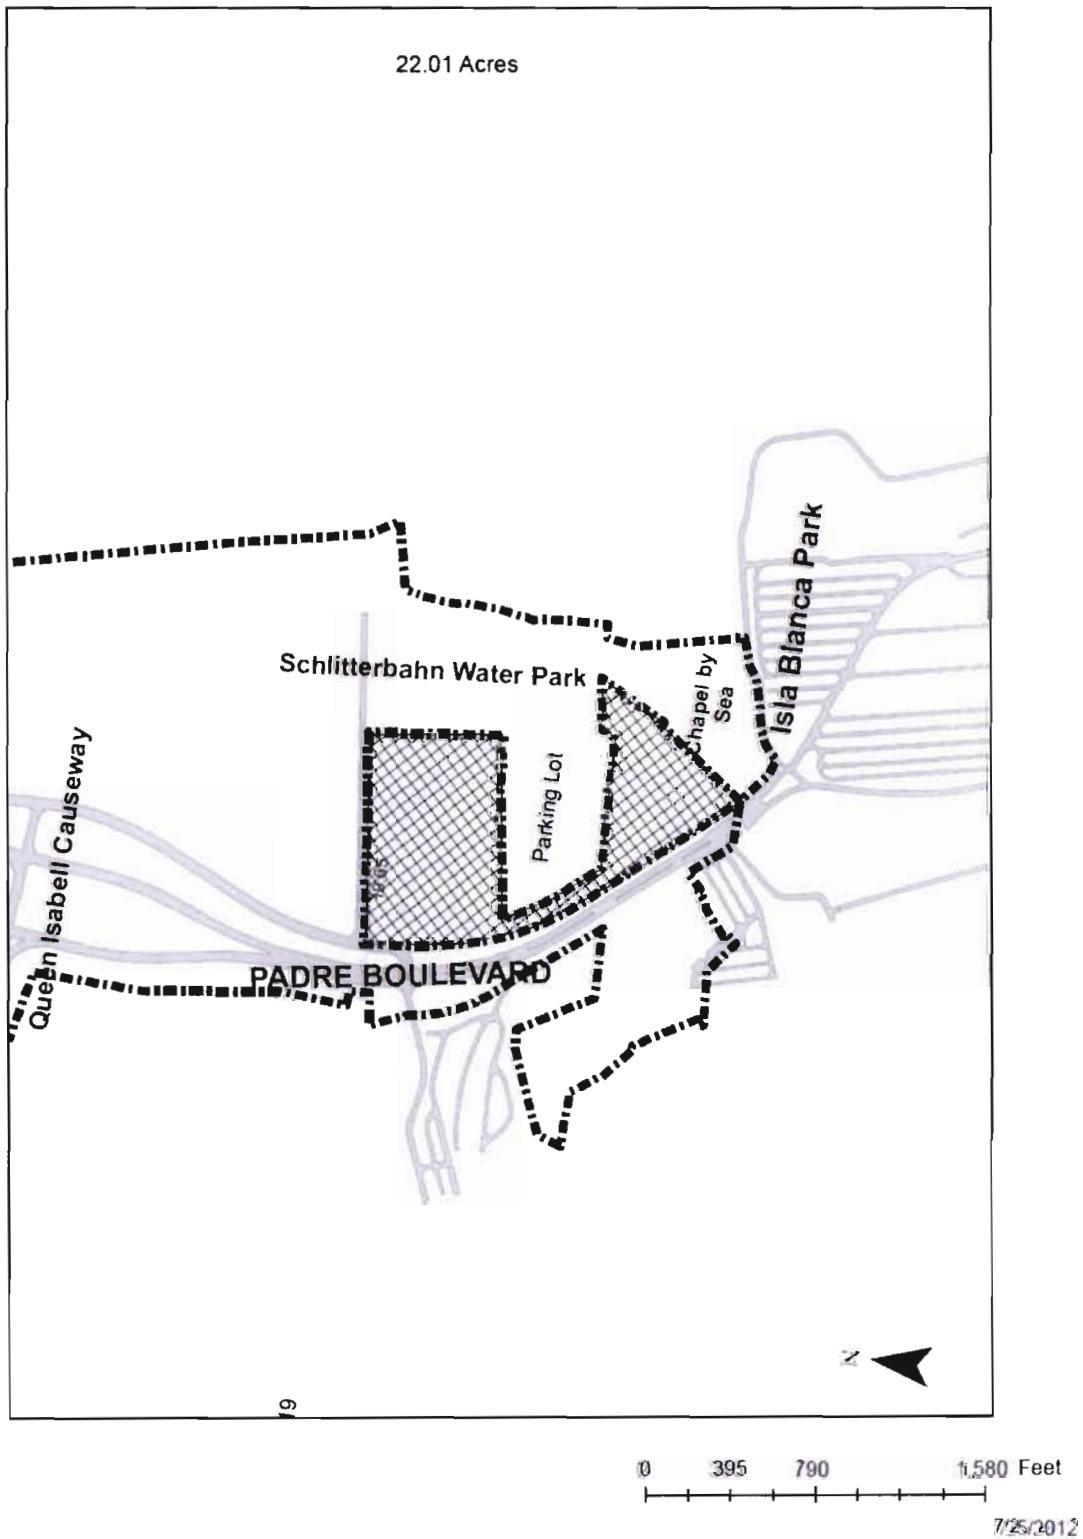 22.01 Acres
Schlitterbahn Water Park
Chapel by
Sea
Isla Blanca Park
Parking Lot
Queen Isabell Causeway
PADRE BOULEVARD
N
0 395 790 1,580 Feet
7/25/2012